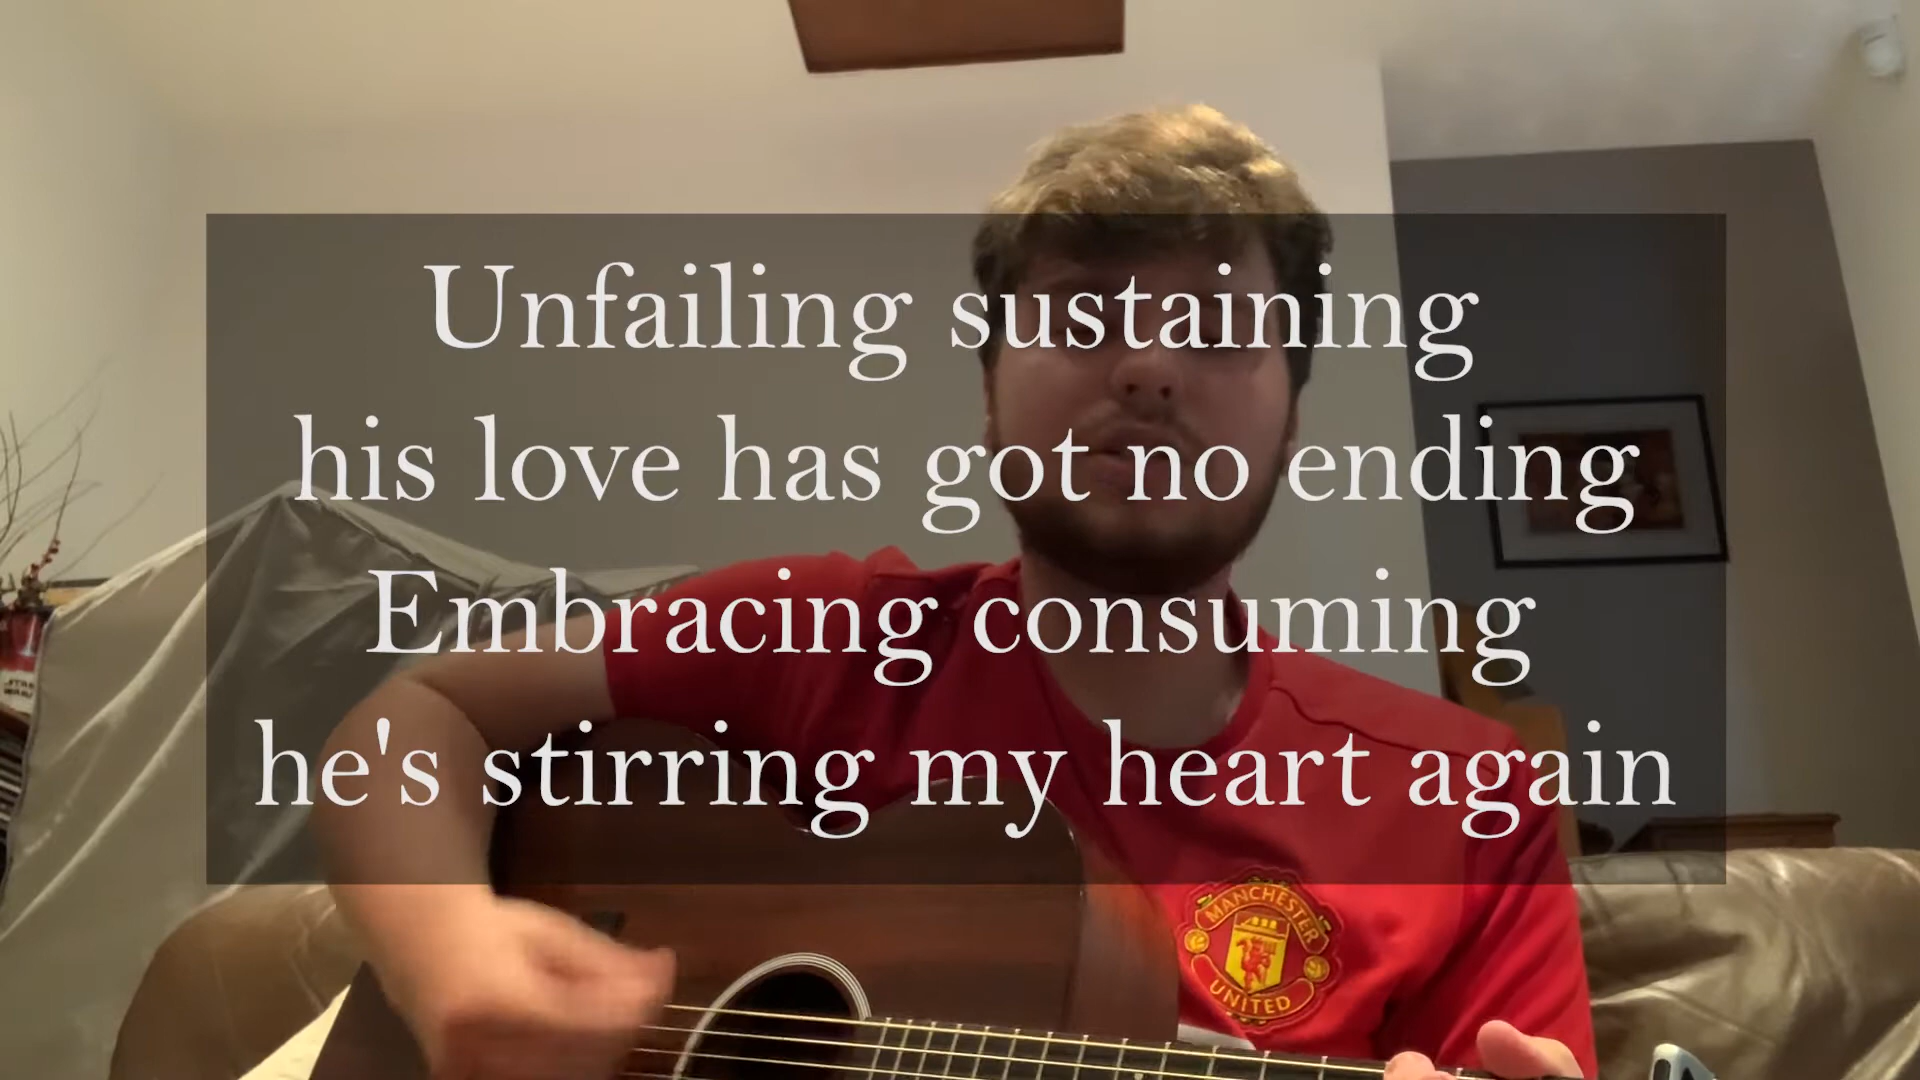 Unfailing sustaining
his love has got no ending
Embracing consuming
he's stirring my heart again
MANCHESTER
UNITED